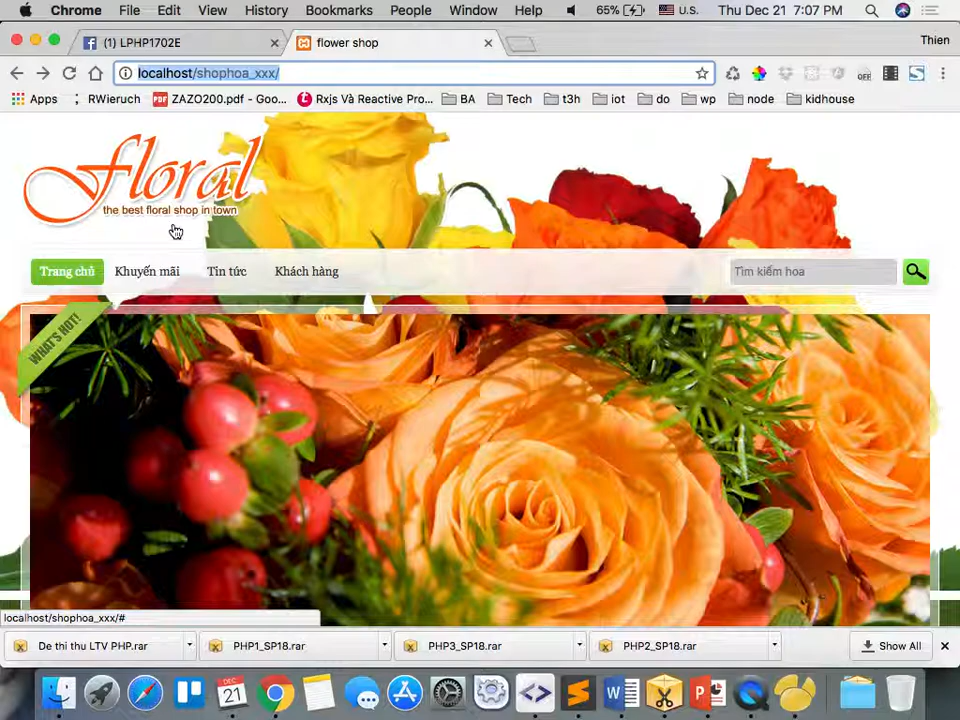 Chrome File Edit View History Bookmarks People Window Help 65% U.S. Thu Dec 21 7:07 PM
(1) LPHP1702E flower shop Thien
localhost/shophoa_xxx/
Apps RWieruch ZAZO200.pdf - Goo... Rxjs Và Reactive Pro... BA Tech t3h iot do wp node kidhouse
floral
the best floral shop in town
Trang chủ Khuyến mãi Tin tức Khách hàng Tìm kiếm hoa
WHAT'S HOT!
localhost/shophoa_xxx/#
De thi thu LTV PHP.rar PHP1_SP18.rar PHP3_SP18.rar PHP2_SP18.rar Show All
DEC
21